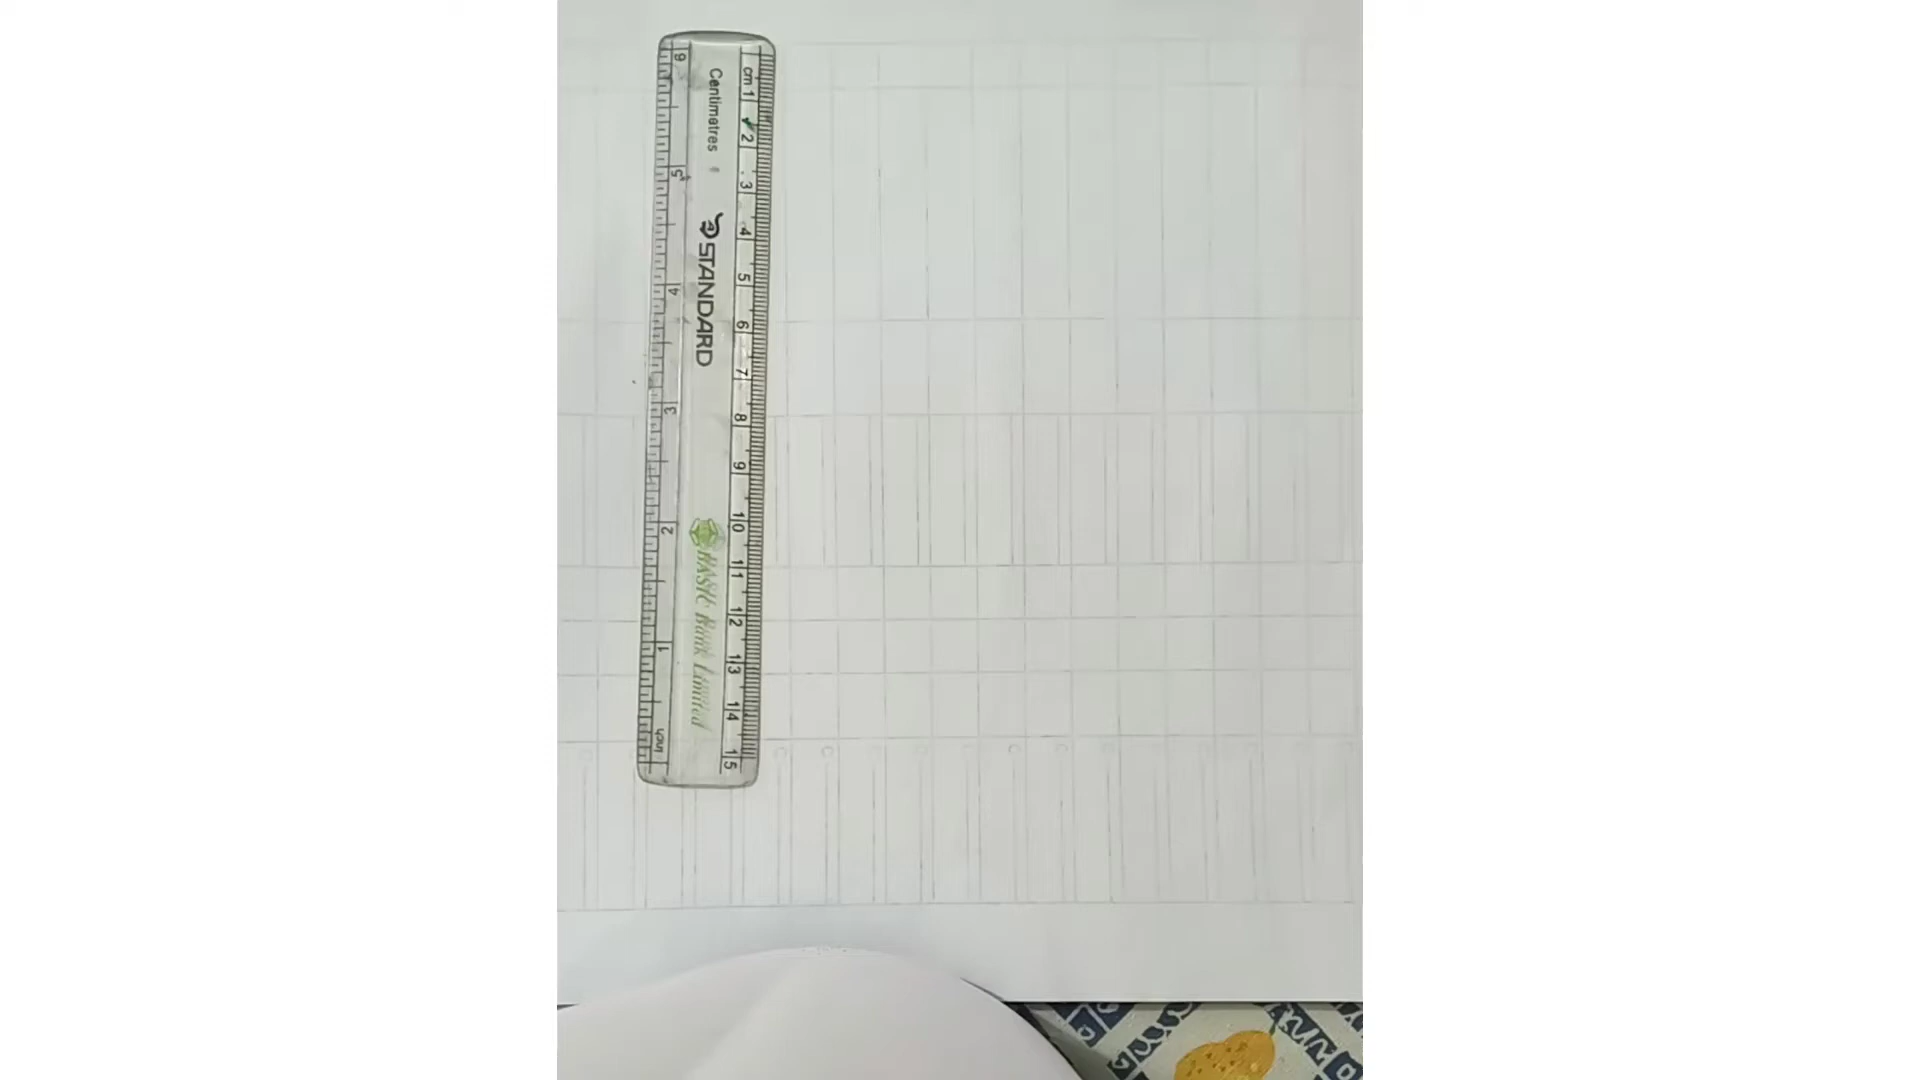 cm 1 2 3 4 5 6 7 8 9 10 11 12 13 14 15
Centimetres
STANDARD
BASIC Bank Limited
6 5 4 3 2 1 Inch